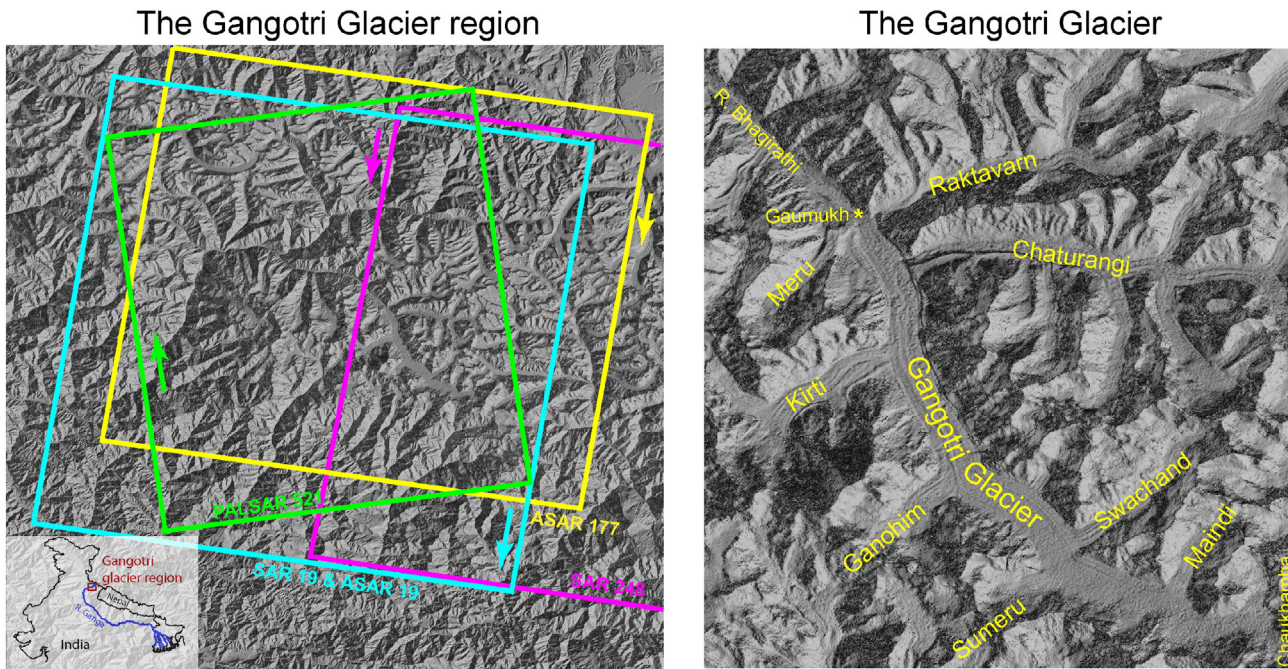 The Gangotri Glacier region
PALSAR 521
ASAR 177
SAR 19 & ASAR 19
SAR 248
Gangotri
glacier region
Nepal
R. Ganga
India
The Gangotri Glacier
R. Bhagirathi
Raktavarn
Gaumukh *
Chaturangi
Meru
Kirti
Gangotri Glacier
Swachand
Maindi
Ganohim
Sumeru
Chaukhamba